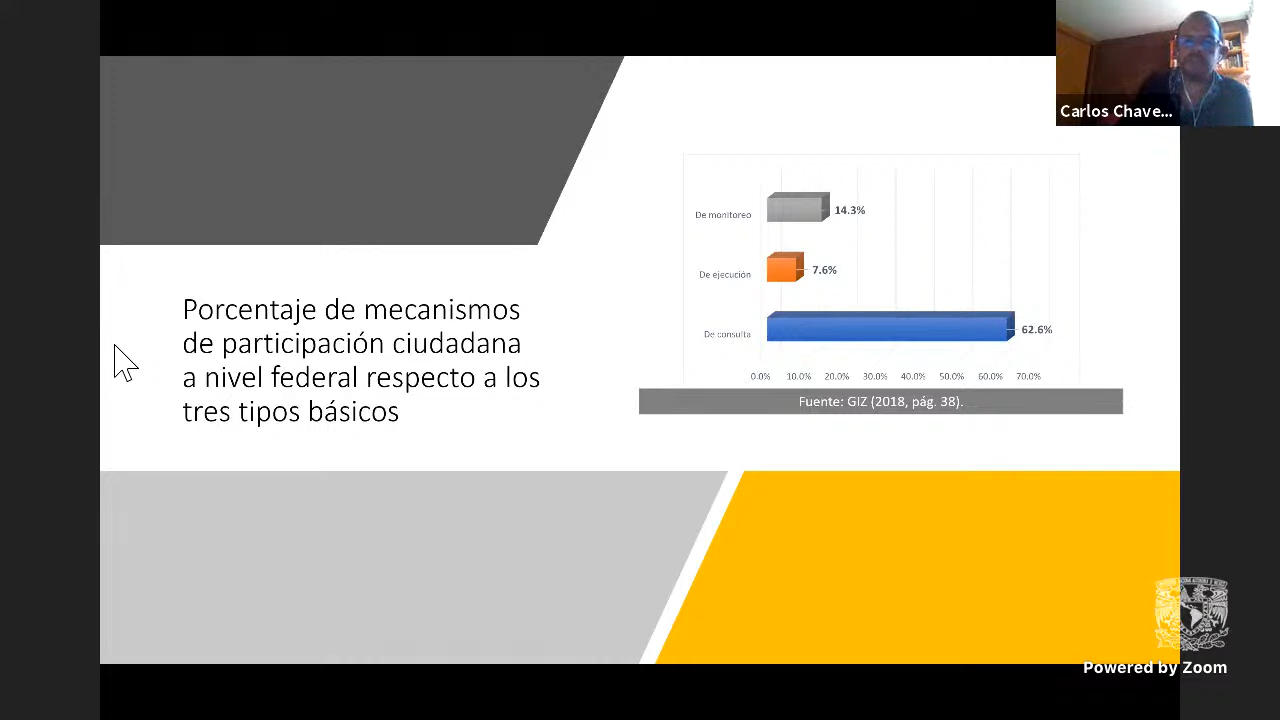 Carlos Chave...
Porcentaje de mecanismos
de participación ciudadana
a nivel federal respecto a los
tres tipos básicos
De monitoreo
14.3%
De ejecución
7.6%
De consulta
62.6%
0.0% 10.0% 20.0% 30.0% 40.0% 50.0% 60.0% 70.0%
Fuente: GIZ (2018, pág. 38).
Powered by Zoom